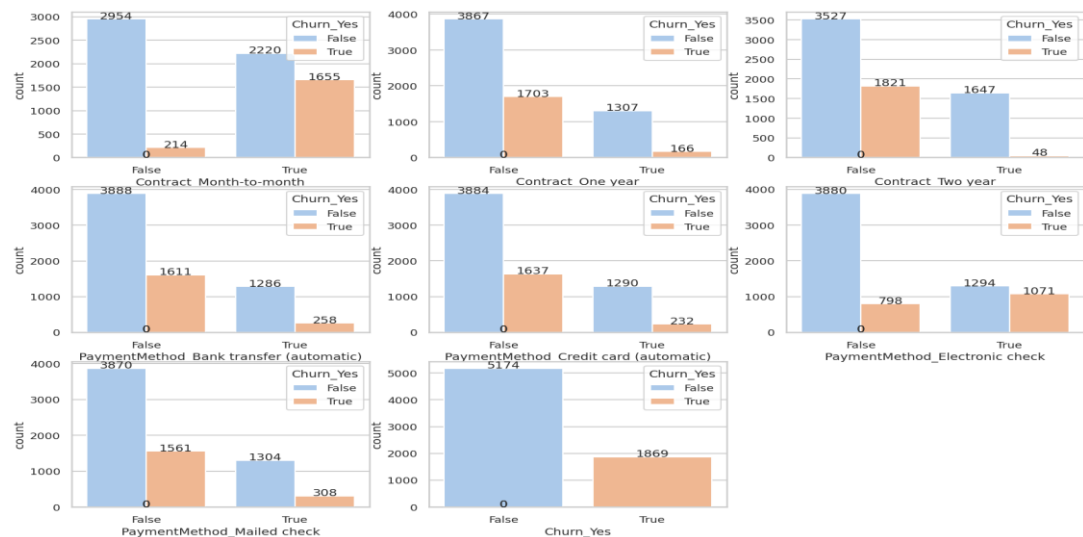 3000
2500
2000
1500
1000
500
0
count
2954
214
0
2220
1655
Churn_Yes
False
True
False
True
Contract_Month-to-month
4000
3000
2000
1000
0
count
3867
1703
0
1307
166
Churn_Yes
False
True
False
True
Contract_One year
3500
3000
2500
2000
1500
1000
500
0
count
3527
1821
0
1647
48
Churn_Yes
False
True
False
True
Contract_Two year
4000
3000
2000
1000
0
count
3888
1611
0
1286
258
Churn_Yes
False
True
False
True
PaymentMethod_Bank transfer (automatic)
4000
3000
2000
1000
0
count
3884
1637
0
1290
232
Churn_Yes
False
True
False
True
PaymentMethod_Credit card (automatic)
4000
3000
2000
1000
0
count
3880
798
0
1294
1071
Churn_Yes
False
True
False
True
PaymentMethod_Electronic check
4000
3000
2000
1000
0
count
3870
1561
0
1304
308
Churn_Yes
False
True
False
True
PaymentMethod_Mailed check
5000
4000
3000
2000
1000
0
count
5174
0
1869
Churn_Yes
False
True
False
True
Churn_Yes